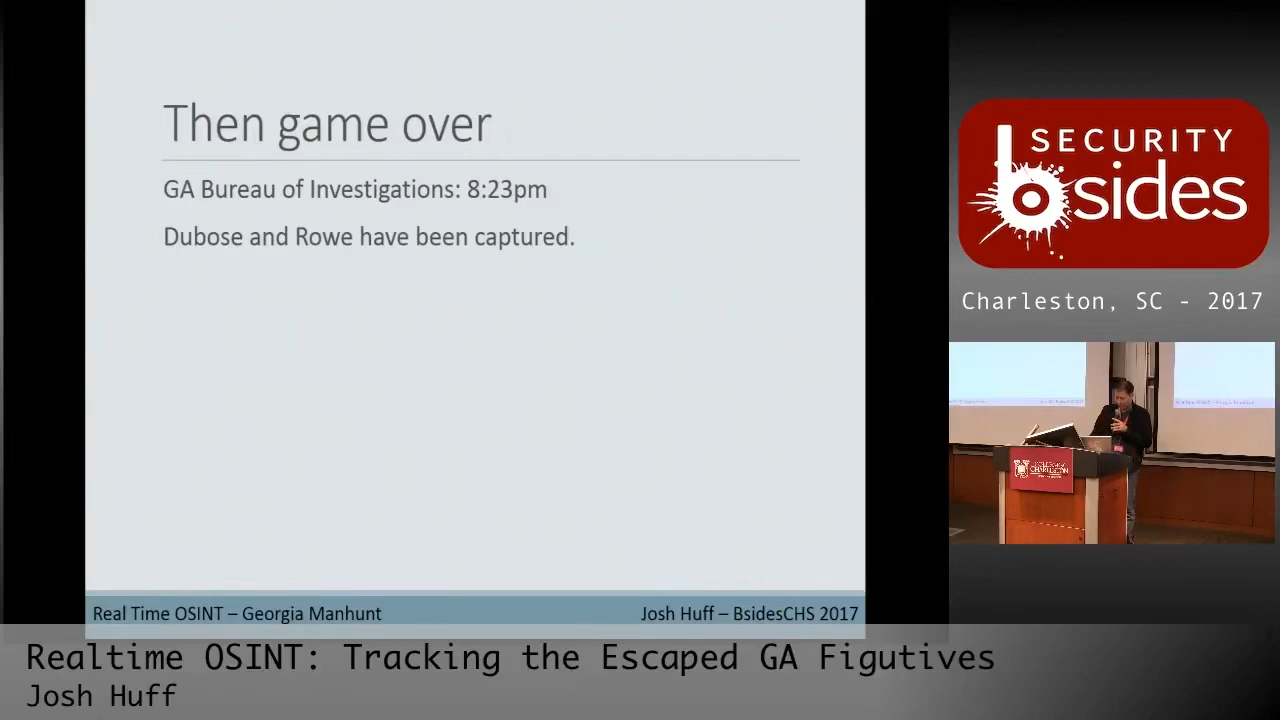 Then game over
GA Bureau of Investigations: 8:23pm
Dubose and Rowe have been captured.
Real Time OSINT – Georgia Manhunt
Josh Huff – BsidesCHS 2017
SECURITY
bsides
Charleston, SC - 2017
CHARLESTON
Realtime OSINT: Tracking the Escaped GA Figutives
Josh Huff